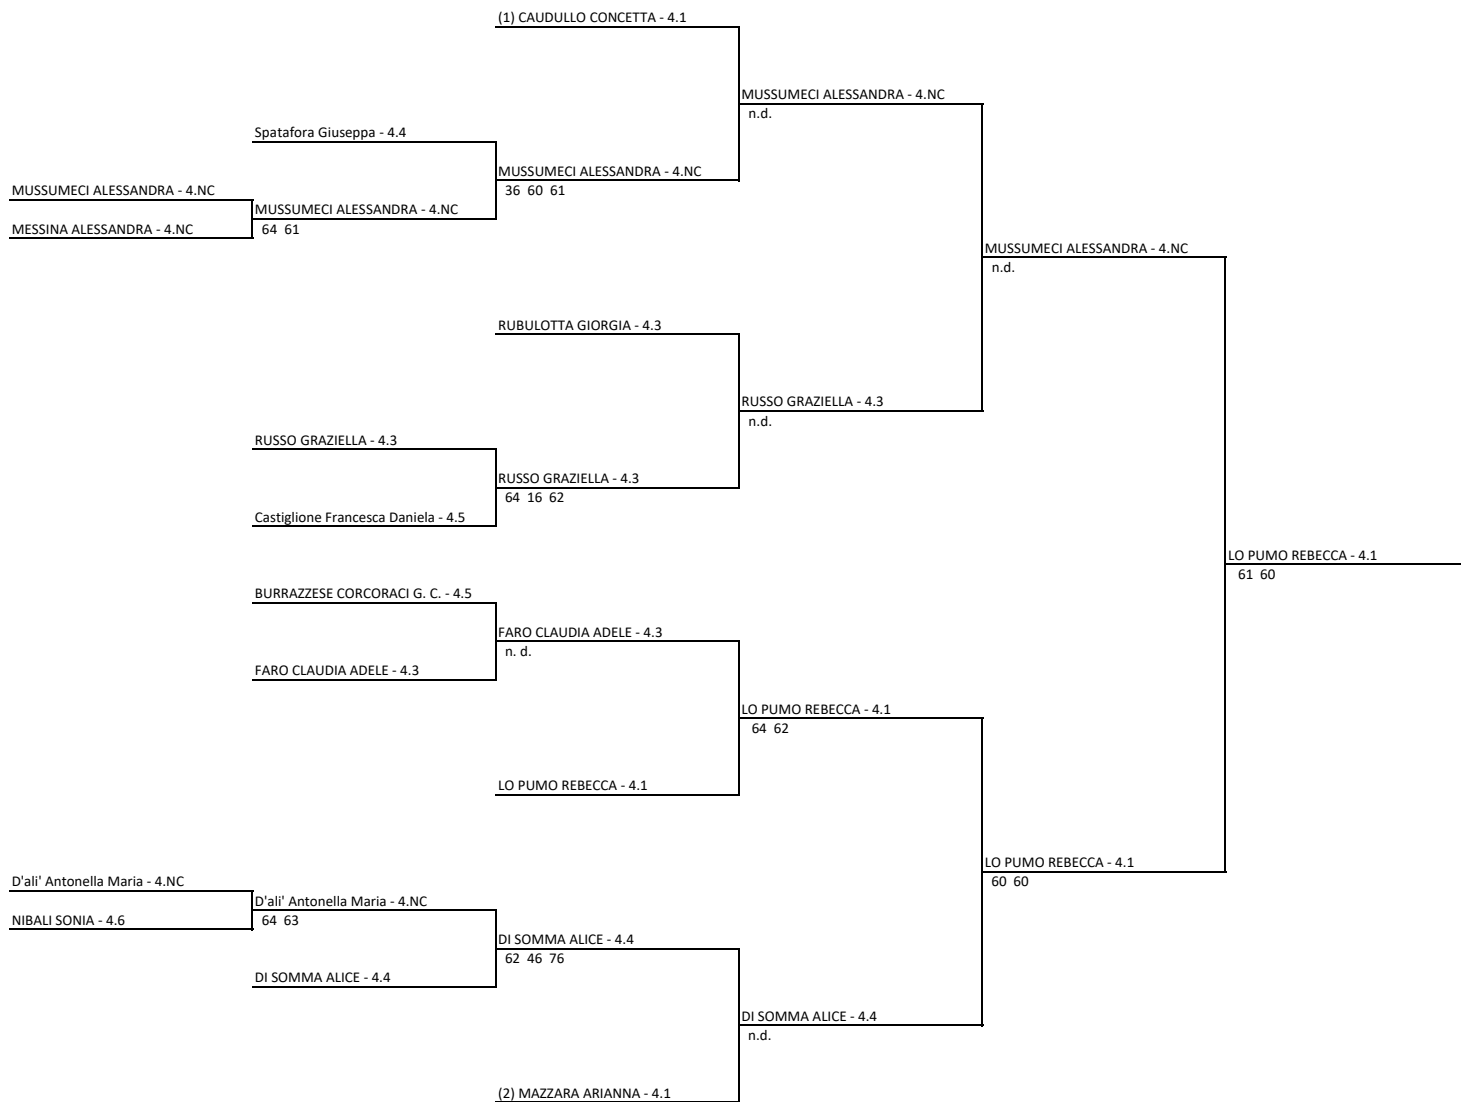 (1) CAUDULLO CONCETTA - 4.1
MUSSUMECI ALESSANDRA - 4.NC
n.d.
Spatafora Giuseppa - 4.4
MUSSUMECI ALESSANDRA - 4.NC
36 60 61
MUSSUMECI ALESSANDRA - 4.NC
MUSSUMECI ALESSANDRA - 4.NC
64 61
MESSINA ALESSANDRA - 4.NC
MUSSUMECI ALESSANDRA - 4.NC
n.d.
RUBULOTTA GIORGIA - 4.3
RUSSO GRAZIELLA - 4.3
n.d.
RUSSO GRAZIELLA - 4.3
RUSSO GRAZIELLA - 4.3
64 16 62
Castiglione Francesca Daniela - 4.5
LO PUMO REBECCA - 4.1
61 60
BURRAZZESE CORCORACI G. C. - 4.5
FARO CLAUDIA ADELE - 4.3
n. d.
FARO CLAUDIA ADELE - 4.3
LO PUMO REBECCA - 4.1
64 62
LO PUMO REBECCA - 4.1
LO PUMO REBECCA - 4.1
60 60
D'ali' Antonella Maria - 4.NC
D'ali' Antonella Maria - 4.NC
64 63
NIBALI SONIA - 4.6
DI SOMMA ALICE - 4.4
62 46 76
DI SOMMA ALICE - 4.4
DI SOMMA ALICE - 4.4
n.d.
(2) MAZZARA ARIANNA - 4.1